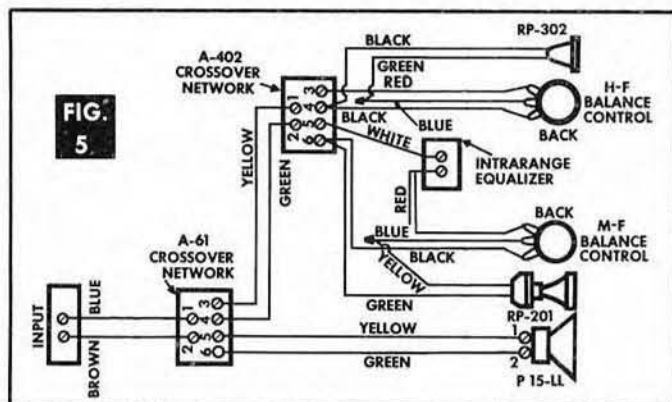 FIG.
5
A-402
CROSSOVER
NETWORK
1
2
3
4
5
6
BLACK
GREEN
RED
RP-302
H-F
BALANCE
CONTROL
BACK
BLACK
BLUE
WHITE
INTRARANGE
EQUALIZER
YELLOW
GREEN
RED
BACK
M-F
BALANCE
CONTROL
BLUE
BLACK
YELLOW
GREEN
RP-201
A-61
CROSSOVER
NETWORK
1
2
3
4
5
6
INPUT
BLUE
BROWN
YELLOW
GREEN
1
2
P 15-LL